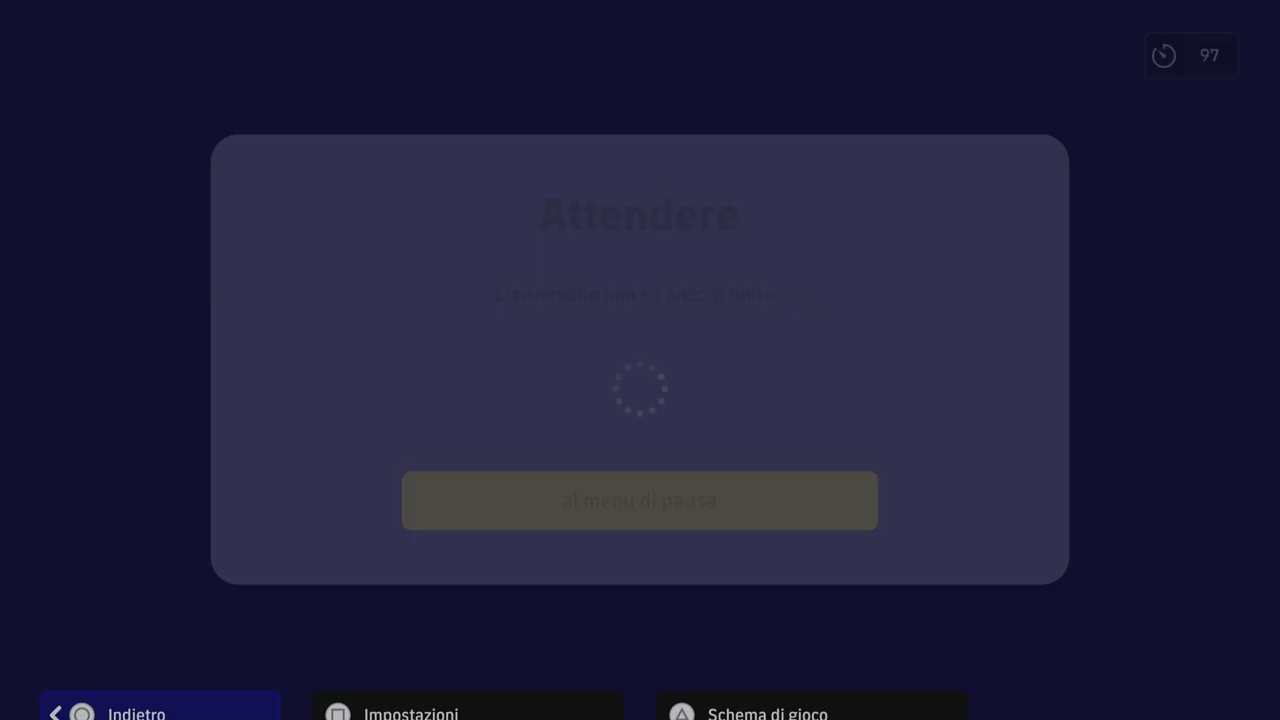 97
Attendere
L'avversario non ha ancora finito.
al menu di pausa
Indietro
Impostazioni
Schema di gioco